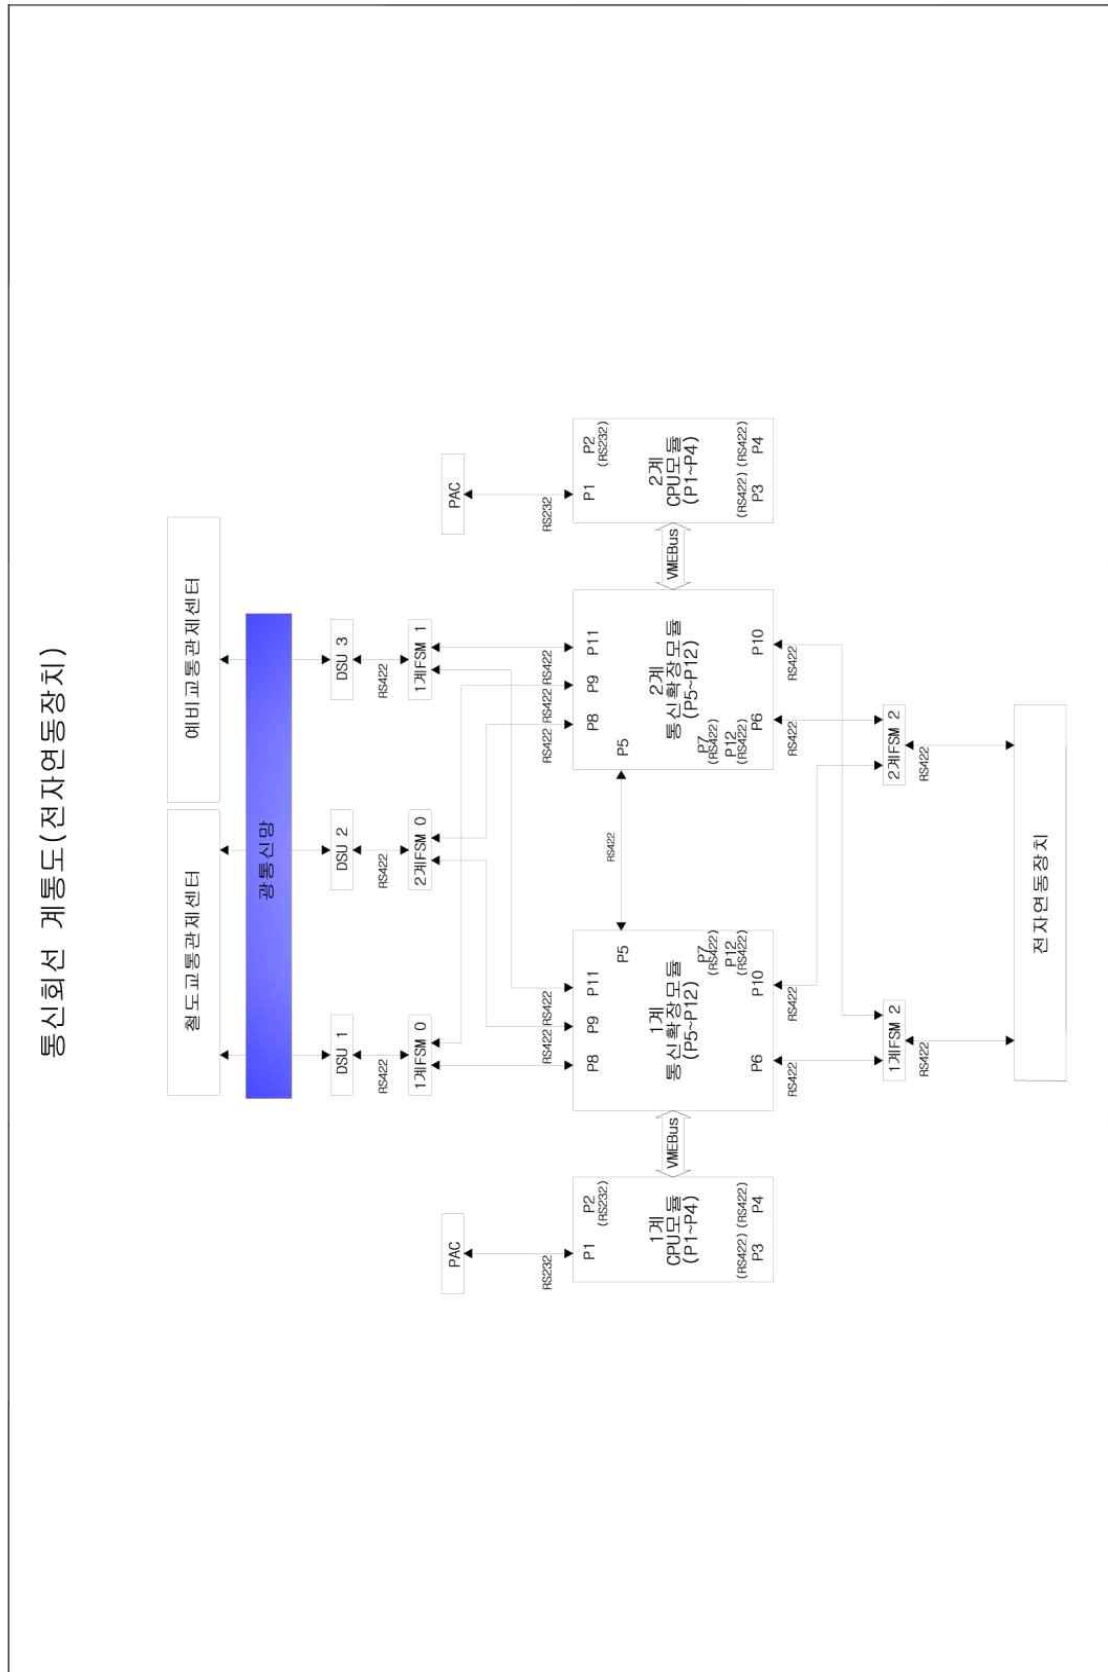 통신회선 계통도(전자연동장치)
철도교통관제센터
예비교통관제센터
광통신망
DSU 1
DSU 2
DSU 3
RS422
RS422
RS422
1계FSM 0
2계FSM 0
1계FSM 1
PAC
PAC
RS232
RS422
RS422
RS422
RS422
RS422
RS232
P1
P2
(RS232)
1계
CPU모듈
(P1~P4)
(RS422)
(RS422)
P3
P4
VMEBus
P8
P9
P11
P5
1계
통신확장모듈
(P5~P12)
P7
(RS422)
P12
(RS422)
P6
P10
RS422
P8
P9
P11
P5
2계
통신확장모듈
(P5~P12)
P7
(RS422)
P12
(RS422)
P6
P10
VMEBus
P1
P2
(RS232)
2계
CPU모듈
(P1~P4)
(RS422)
(RS422)
P3
P4
RS422
RS422
RS422
RS422
1계FSM 2
2계FSM 2
RS422
RS422
전자연동장치